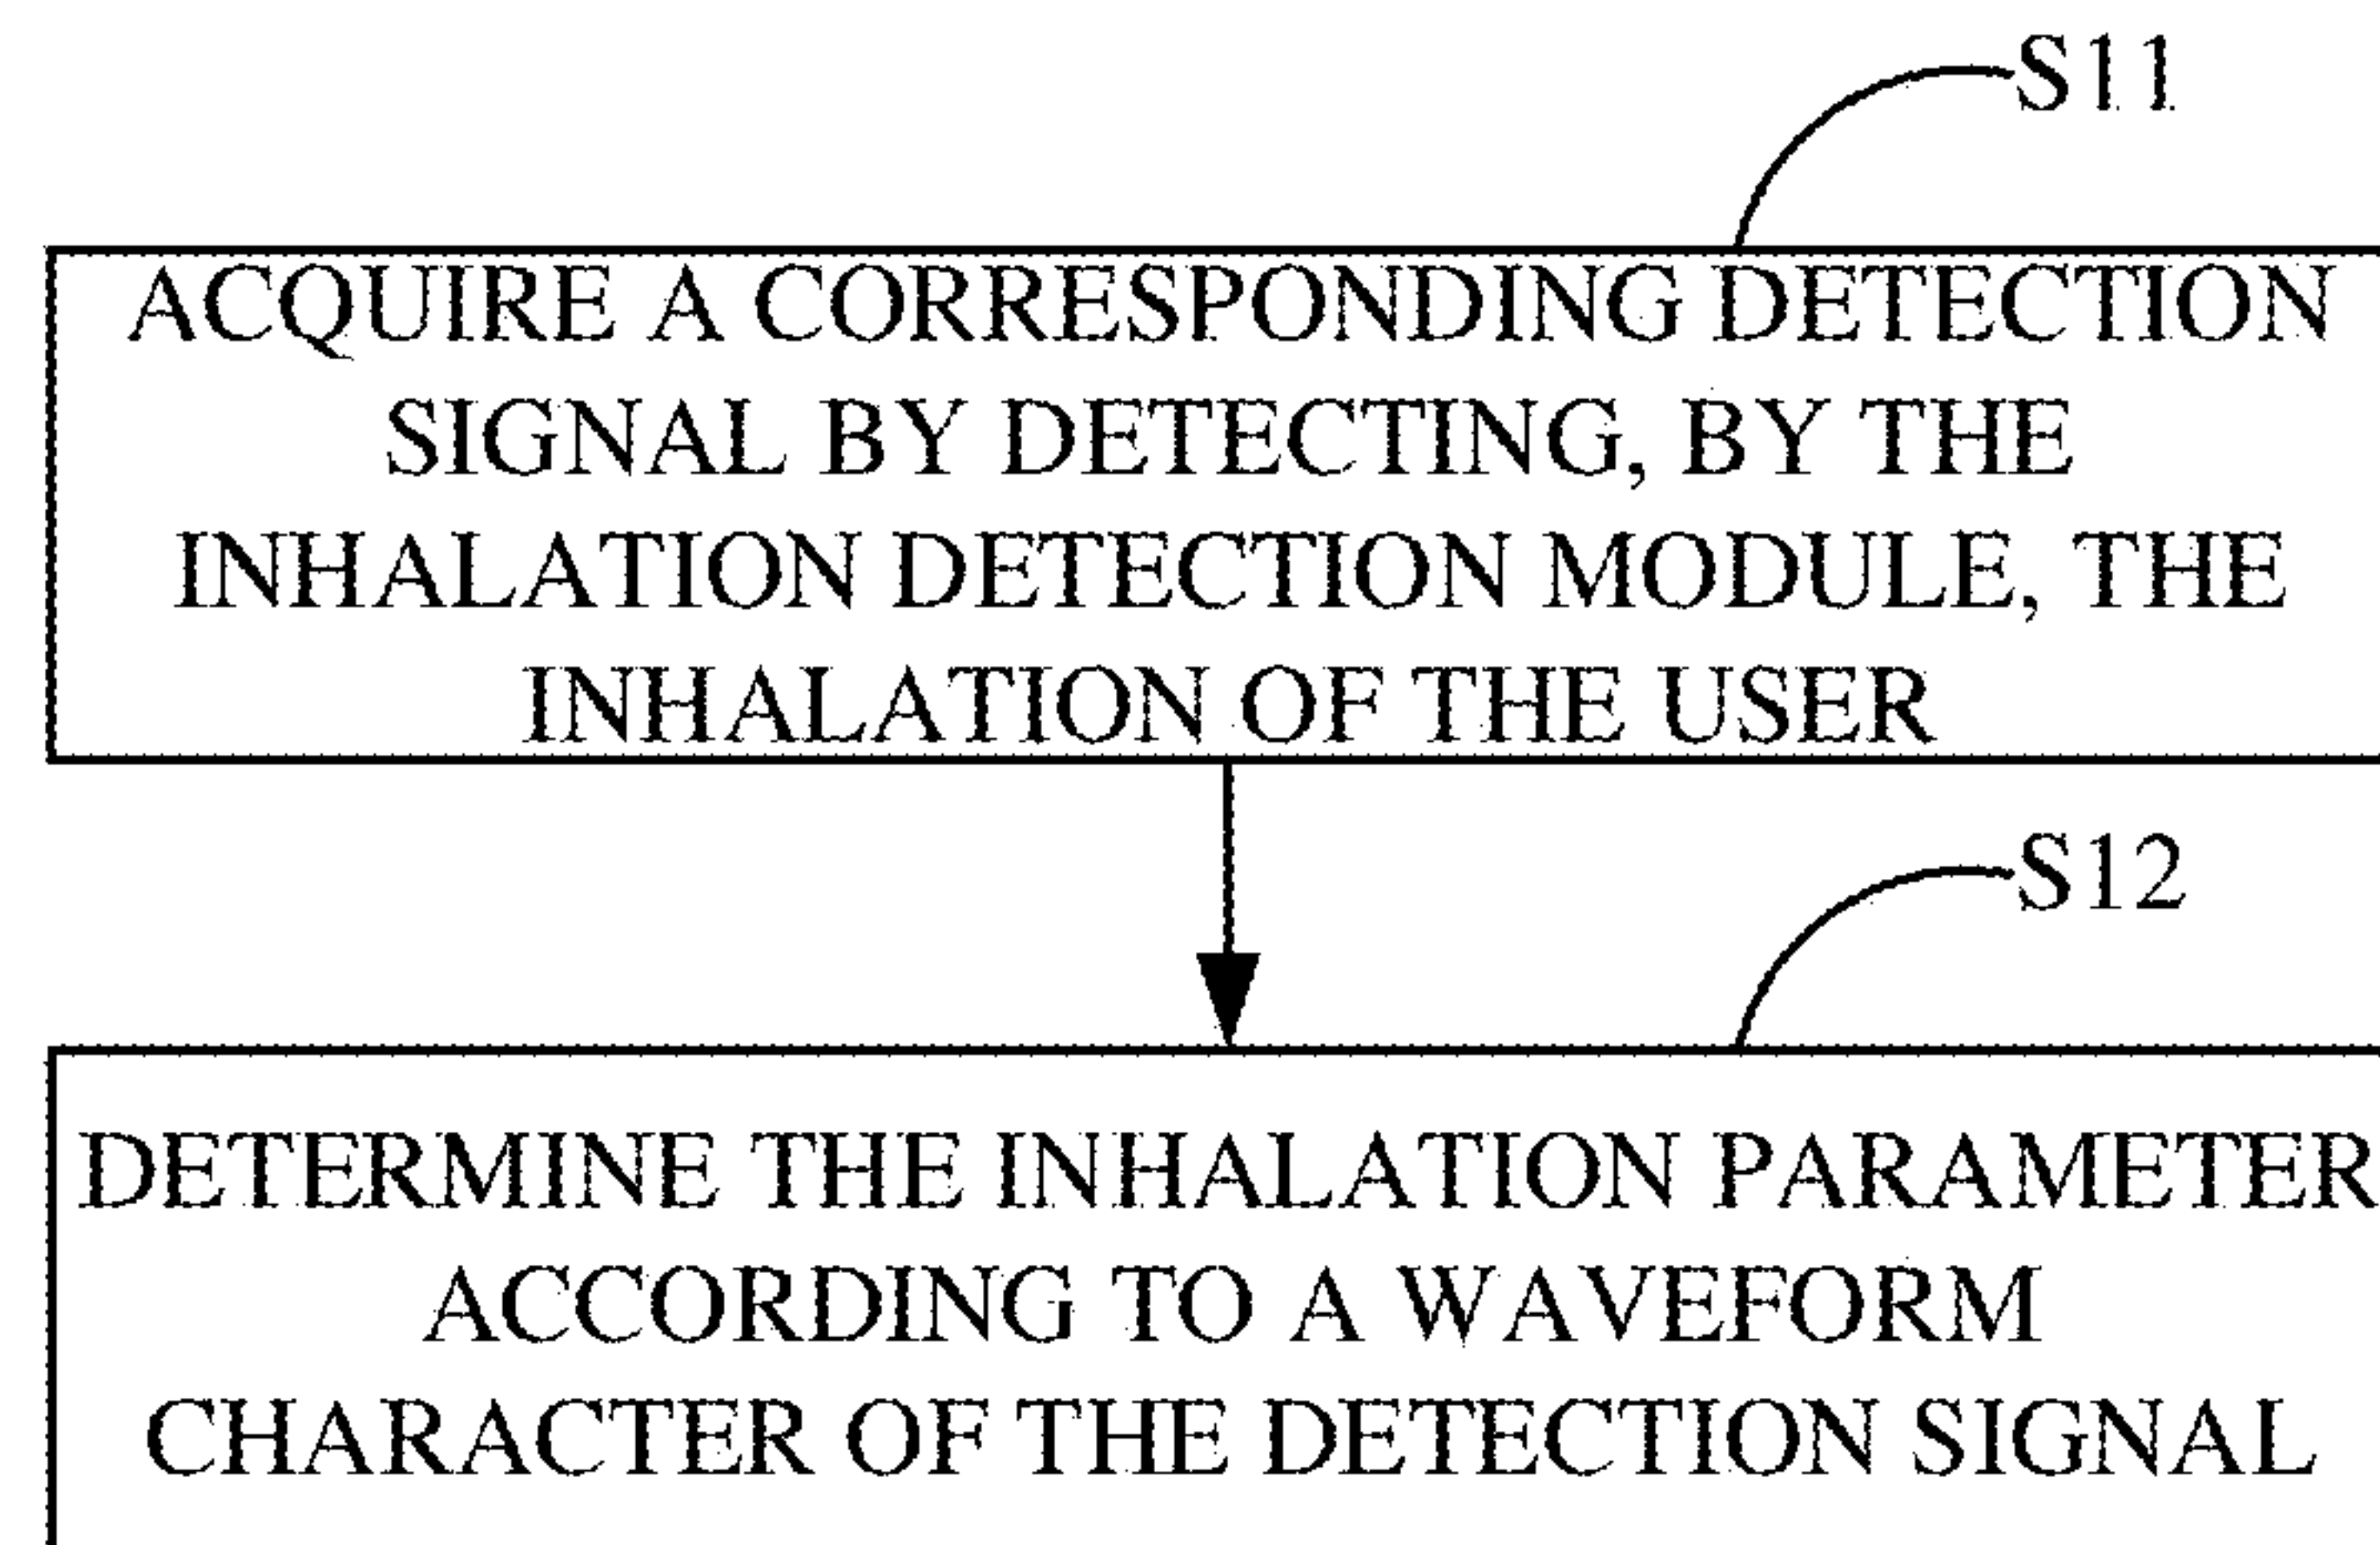 S11
ACQUIRE A CORRESPONDING DETECTION
SIGNAL BY DETECTING, BY THE
INHALATION DETECTION MODULE, THE
INHALATION OF THE USER
S12
DETERMINE THE INHALATION PARAMETER
ACCORDING TO A WAVEFORM
CHARACTER OF THE DETECTION SIGNAL